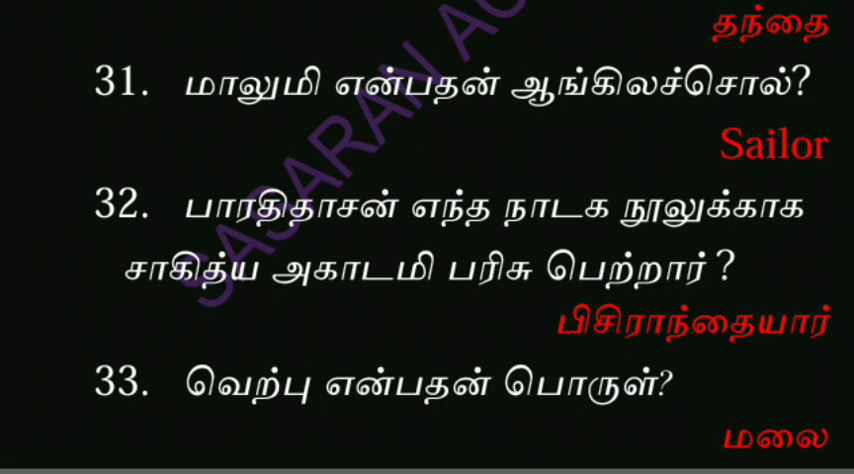 தந்தை
31. மாலுமி என்பதன் ஆங்கிலச்சொல்?
Sailor
32. பாரதிதாசன் எந்த நாடக நூலுக்காக
சாகித்ய அகாடமி பரிசு பெற்றார் ?
பிசிராந்தையார்
33. வெற்பு என்பதன் பொருள்?
மலை
SASARAN